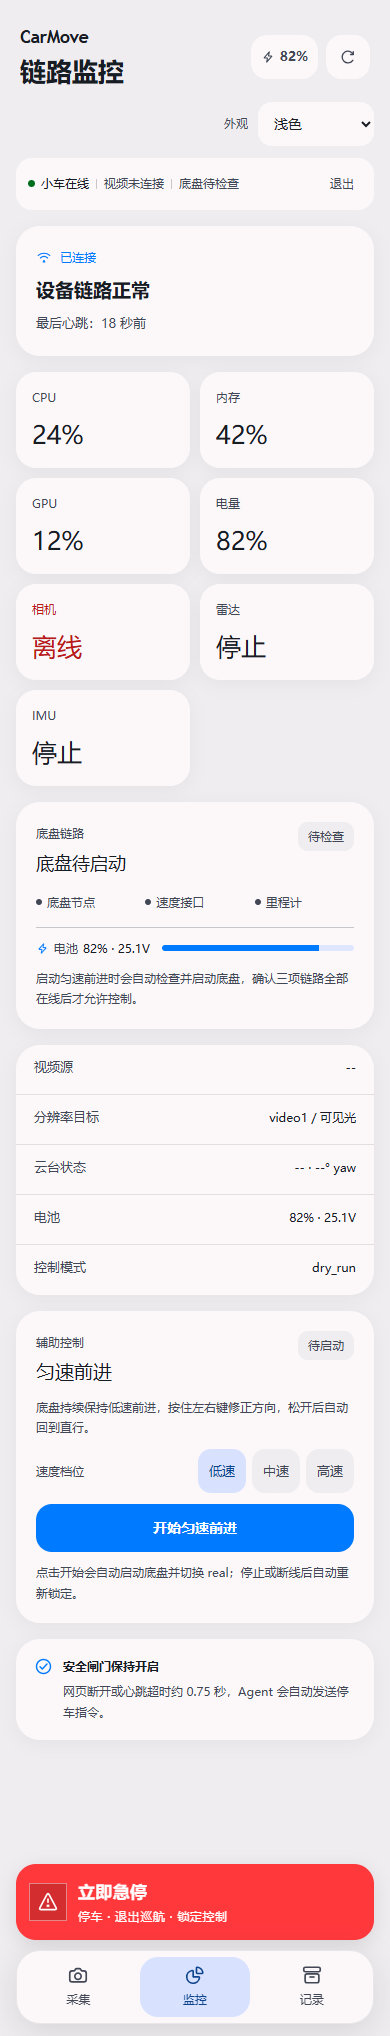 CarMove
链路监控
82%
外观
浅色
小车在线 | 视频未连接 | 底盘待检查
退出
已连接
设备链路正常
最后心跳：18 秒前
CPU
24%
内存
42%
GPU
12%
电量
82%
相机
离线
雷达
停止
IMU
停止
底盘链路
待检查
底盘待启动
底盘节点
速度接口
里程计
电池 82% · 25.1V
启动匀速前进时会自动检查并启动底盘，确认三项链路全部
在线后才允许控制。
视频源
--
分辨率目标
video1 / 可见光
云台状态
-- · --° yaw
电池
82% · 25.1V
控制模式
dry_run
辅助控制
待启动
匀速前进
底盘持续保持低速前进，按住左右键修正方向，松开后自动
回到直行。
速度档位
低速
中速
高速
开始匀速前进
点击开始会自动启动底盘并切换 real；停止或断线后自动重
新锁定。
安全闸门保持开启
网页断开或心跳超时约 0.75 秒，Agent 会自动发送停
车指令。
立即急停
停车 · 退出巡航 · 锁定控制
采集
监控
记录